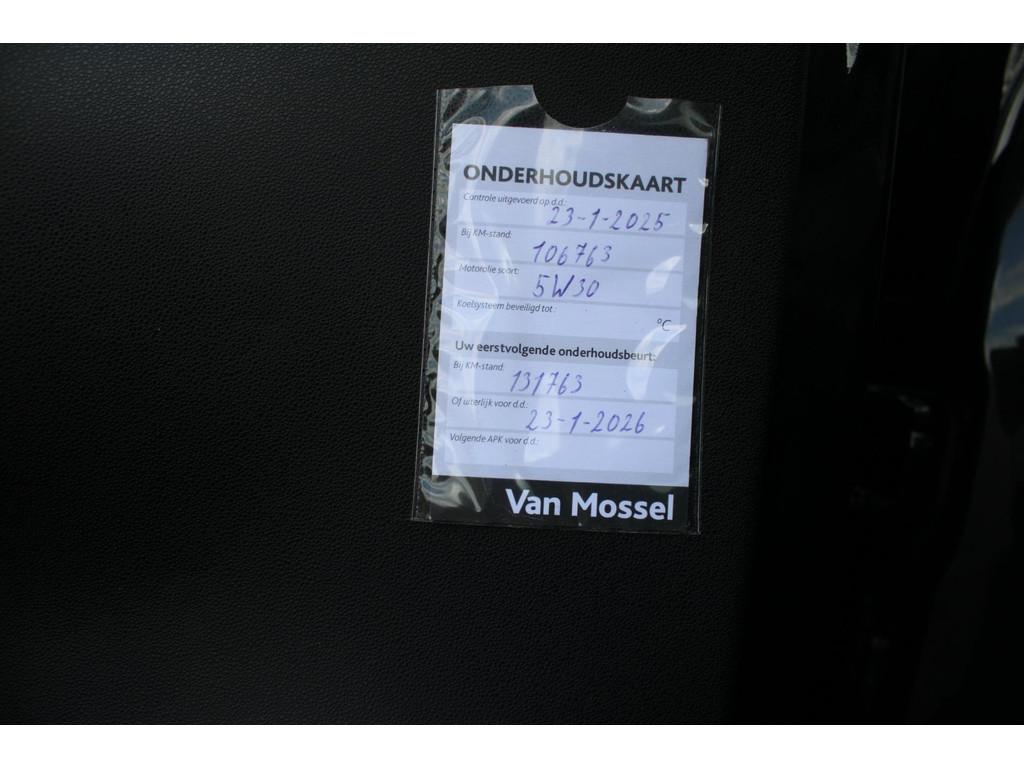 ONDERHOUDSKAART
Controle uitgevoerd op d.d.:
23-1-2025
Bij KM-stand:
106763
Motorolie soort:
5W30
Koelsysteem beveiligd tot:
°C
Uw eerstvolgende onderhoudsbeurt:
Bij KM-stand:
131763
Of uiterlijk voor d.d.:
23-1-2026
Volgende APK voor d.d.:
Van Mossel